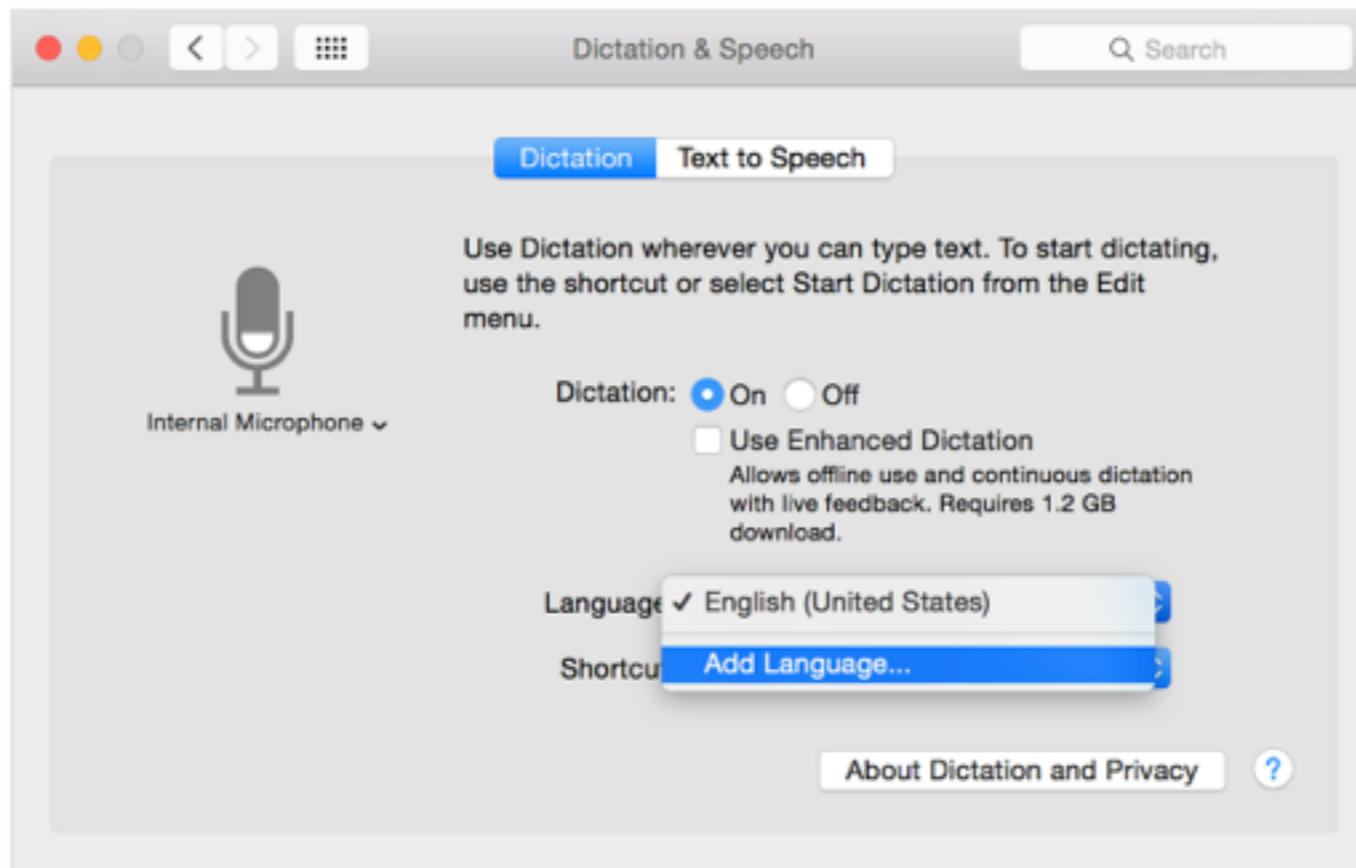 Dictation & Speech
Search
Dictation
Text to Speech
Use Dictation wherever you can type text. To start dictating,
use the shortcut or select Start Dictation from the Edit
menu.
Internal Microphone
Dictation: On Off
Use Enhanced Dictation
Allows offline use and continuous dictation
with live feedback. Requires 1.2 GB
download.
Language ✓ English (United States)
Shortcu Add Language...
About Dictation and Privacy ?